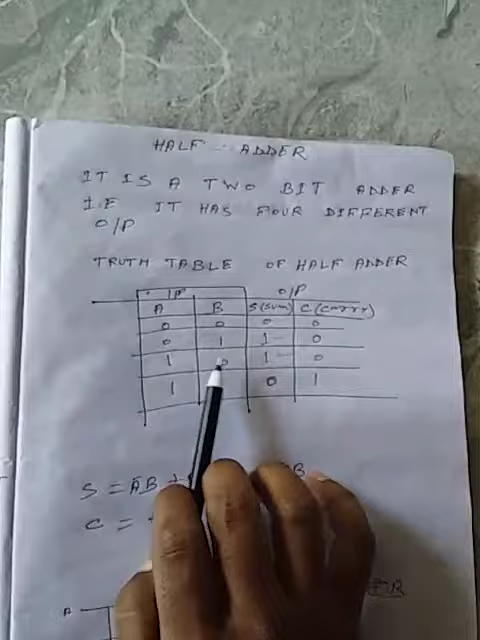 HALF - ADDER
IT IS A TWO BIT ADDER
I.E IT HAS FOUR DIFFERENT
O/P
TRUTH TABLE OF HALF ADDER
I/P O/P
A B S(SUM) C(Carry)
0 0 0 0
0 1 1 0
1 0 1 0
1 1 0 1
S = A̅B +
C =
A